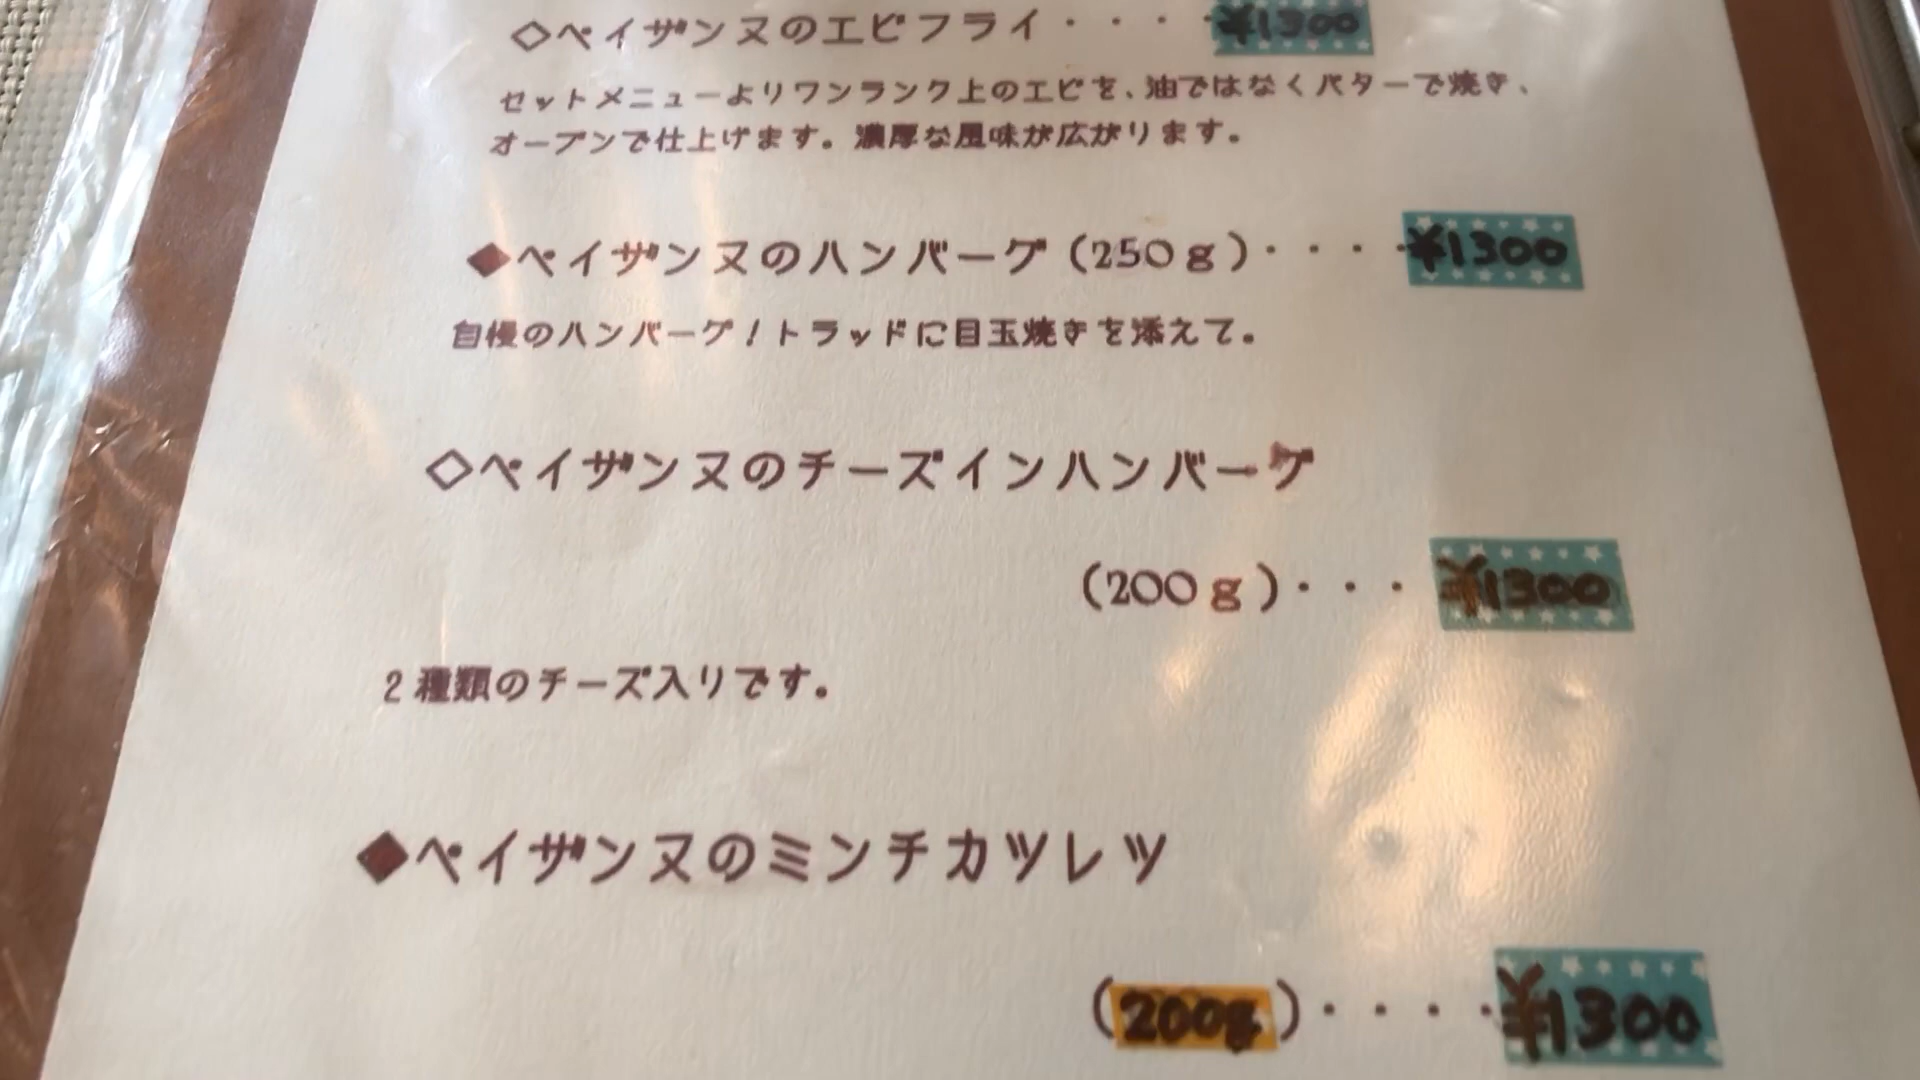 ◇ペイザンヌのエビフライ・・・・¥1300
セットメニューよりワンランク上のエビを、油ではなくバターで焼き、
オーブンで仕上げます。濃厚な風味が広がります。
◆ペイザンヌのハンバーグ(250g)・・・・¥1300
自慢のハンバーグ!トラッドに目玉焼きを添えて。
◇ペイザンヌのチーズインハンバーグ
(200g)・・・¥1300
2種類のチーズ入りです。
◆ペイザンヌのミンチカツレツ
(200g)・・・・¥1300